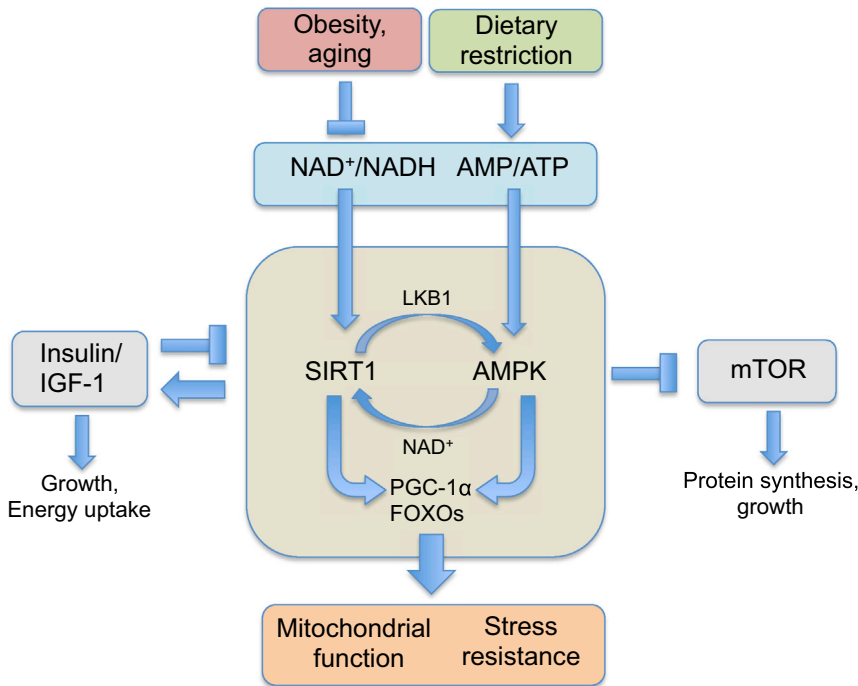 Obesity,
aging
Dietary
restriction
NAD⁺/NADH AMP/ATP
LKB1
Insulin/
IGF-1
SIRT1
AMPK
mTOR
NAD⁺
Growth,
Energy uptake
PGC-1α
FOXOs
Protein synthesis,
growth
Mitochondrial
function
Stress
resistance